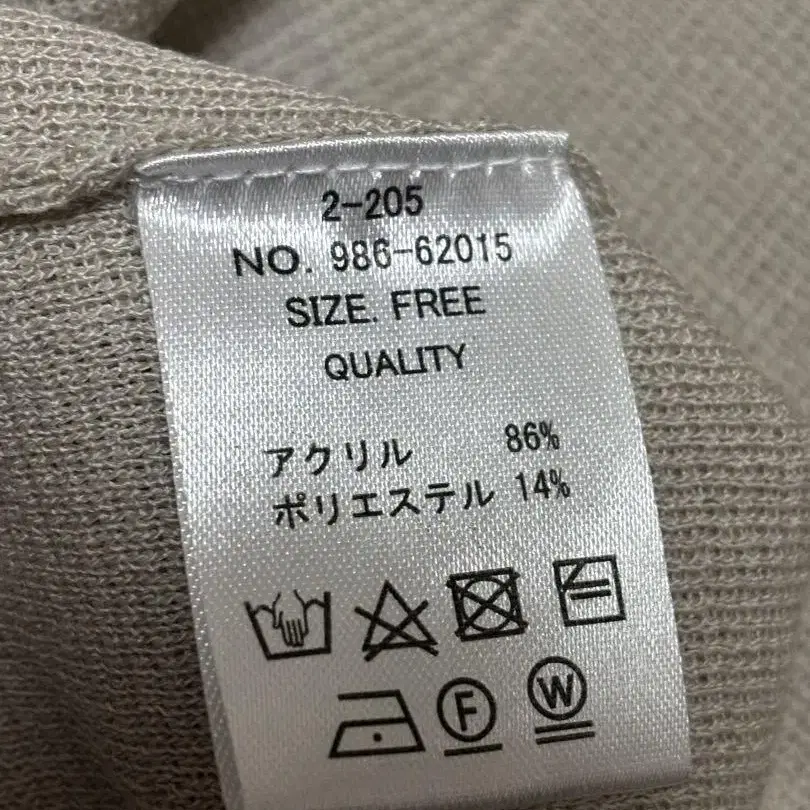 2-205
NO. 986-62015
SIZE. FREE
QUALITY
アクリル 86%
ポリエステル 14%
F W